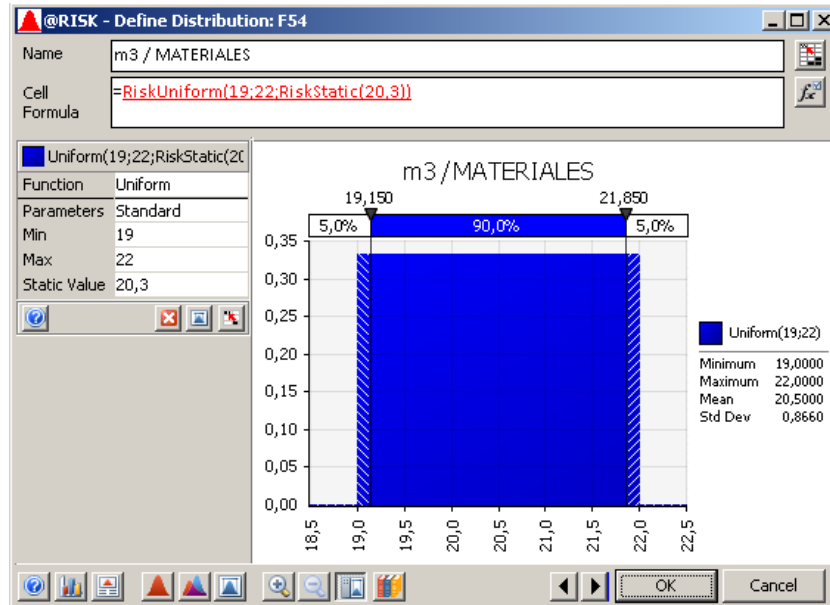 @RISK - Define Distribution: F54
Name
m3 / MATERIALES
Cell Formula
=RiskUniform(19;22;RiskStatic(20,3))
Uniform(19;22;RiskStatic(20
Function Uniform
Parameters Standard
Min 19
Max 22
Static Value 20,3
m3/MATERIALES
19,150 21,850
5,0% 90,0% 5,0%
0,35
0,30
0,25
0,20
0,15
0,10
0,05
0,00
18,5 19,0 19,5 20,0 20,5 21,0 21,5 22,0 22,5
Uniform(19;22)
Minimum 19,0000
Maximum 22,0000
Mean 20,5000
Std Dev 0,8660
OK Cancel